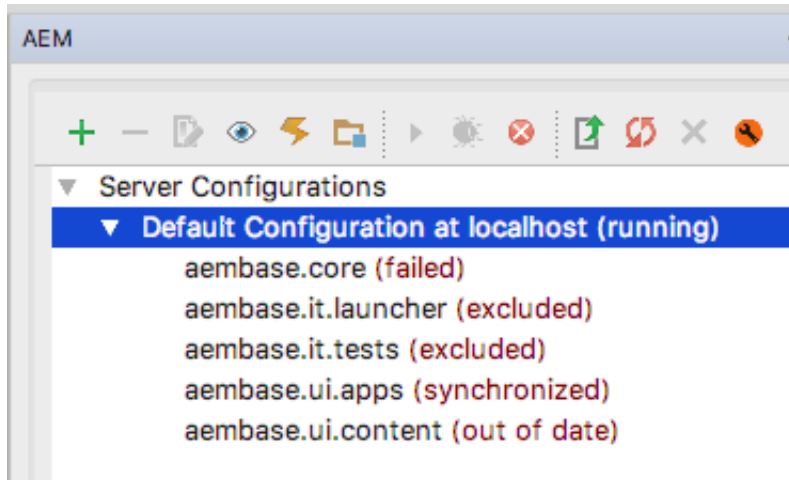 AEM
Server Configurations
Default Configuration at localhost (running)
aembase.core (failed)
aembase.it.launcher (excluded)
aembase.it.tests (excluded)
aembase.ui.apps (synchronized)
aembase.ui.content (out of date)